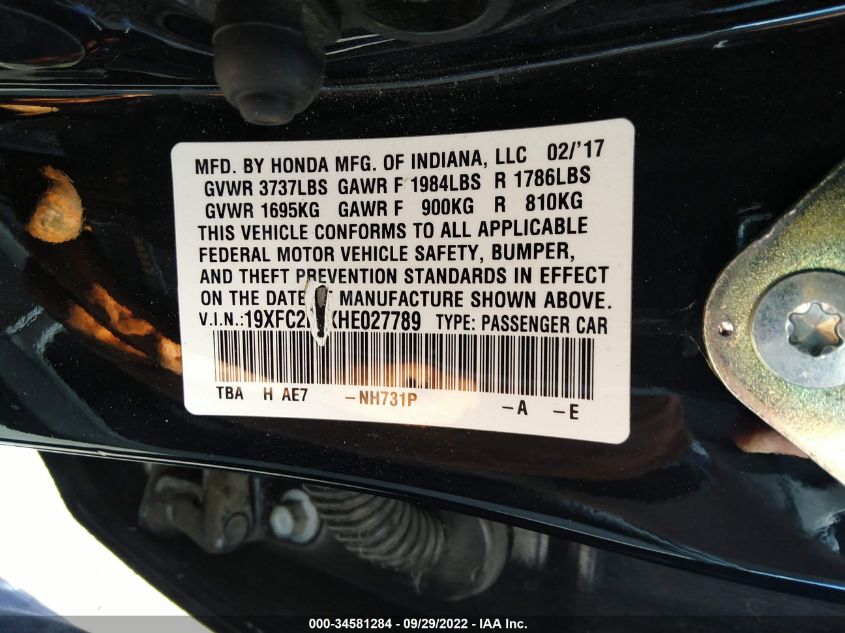 MFD. BY HONDA MFG. OF INDIANA, LLC 02/'17
GVWR 3737LBS GAWR F 1984LBS R 1786LBS
GVWR 1695KG GAWR F 900KG R 810KG
THIS VEHICLE CONFORMS TO ALL APPLICABLE
FEDERAL MOTOR VEHICLE SAFETY, BUMPER,
AND THEFT PREVENTION STANDARDS IN EFFECT
ON THE DATE MANUFACTURE SHOWN ABOVE.
V.I.N.: TYPE: PASSENGER CAR
TBA H AE7 -NH731P -A -E
000-34581284 - 09/29/2022 - IAA Inc.